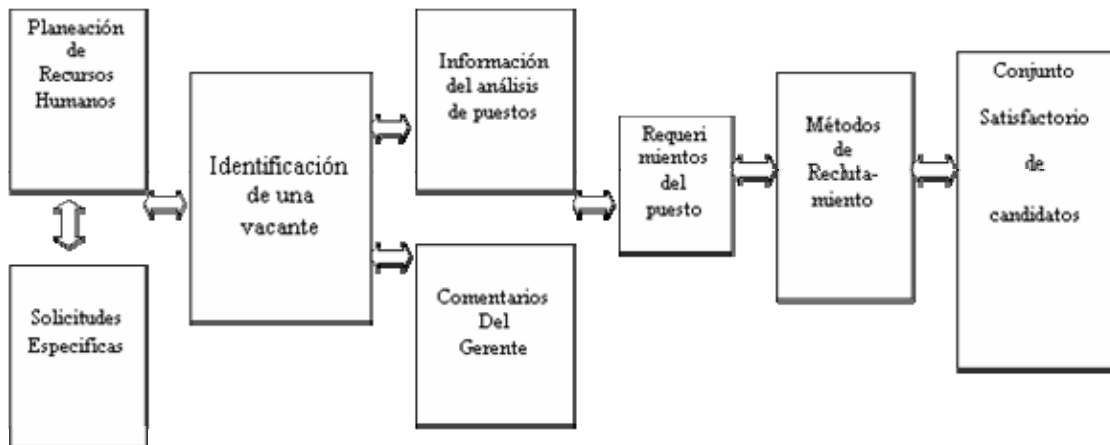 Planeación
de
Recursos
Humanos
Solicitudes
Especificas
Identificación
de una
vacante
Información
del análisis
de puestos
Comentarios
Del
Gerente
Requeri
mientos
del
puesto
Métodos
de
Recluta-
miento
Conjunto
Satisfactorio
de
candidatos